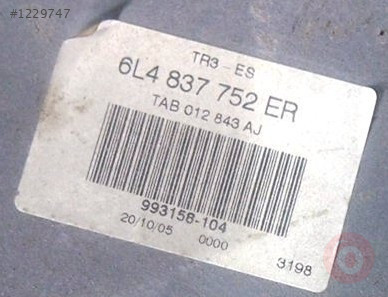 #1229747
TR3-ES
6L4 837 752 ER
TAB 012 843 AJ
993158-104
20/10/05 0000
3198